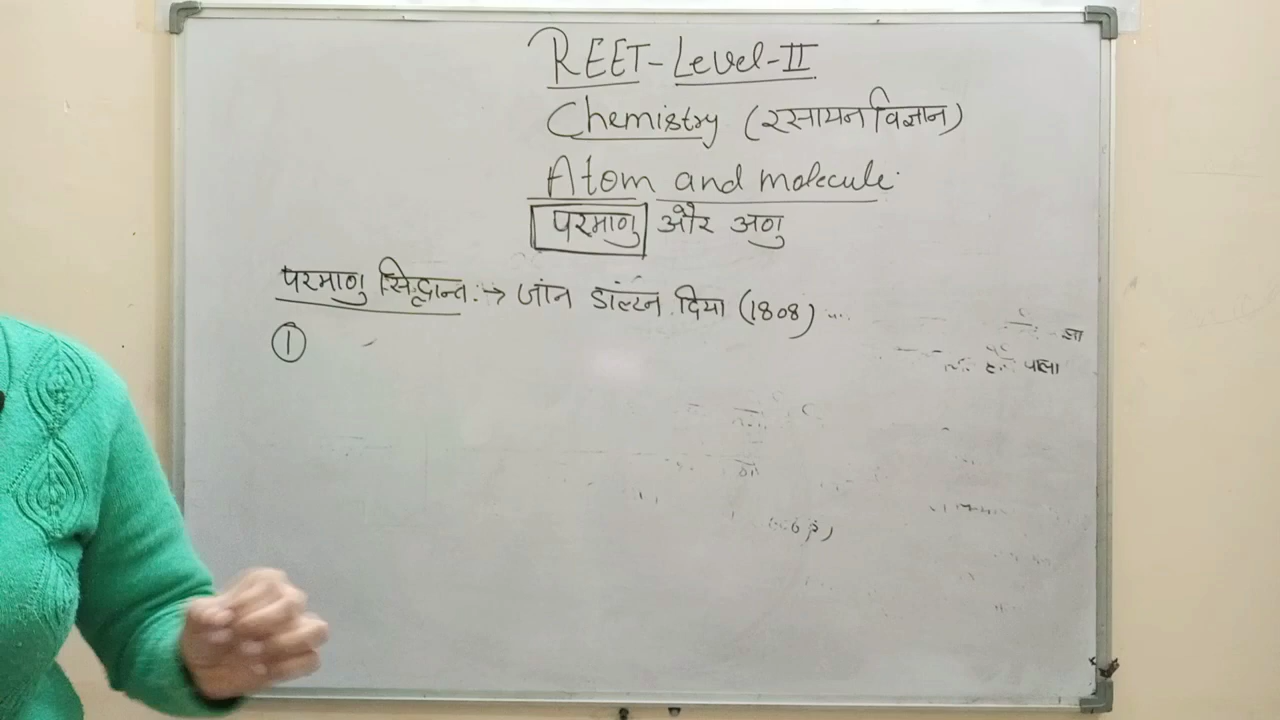 REET-Level-II
Chemistry (रसायन विज्ञान)
Atom and molecule.
परमाणु और अणु
परमाणु सिद्धान्त :→ जॉन डॉल्टन दिया (1808)
①
वाला